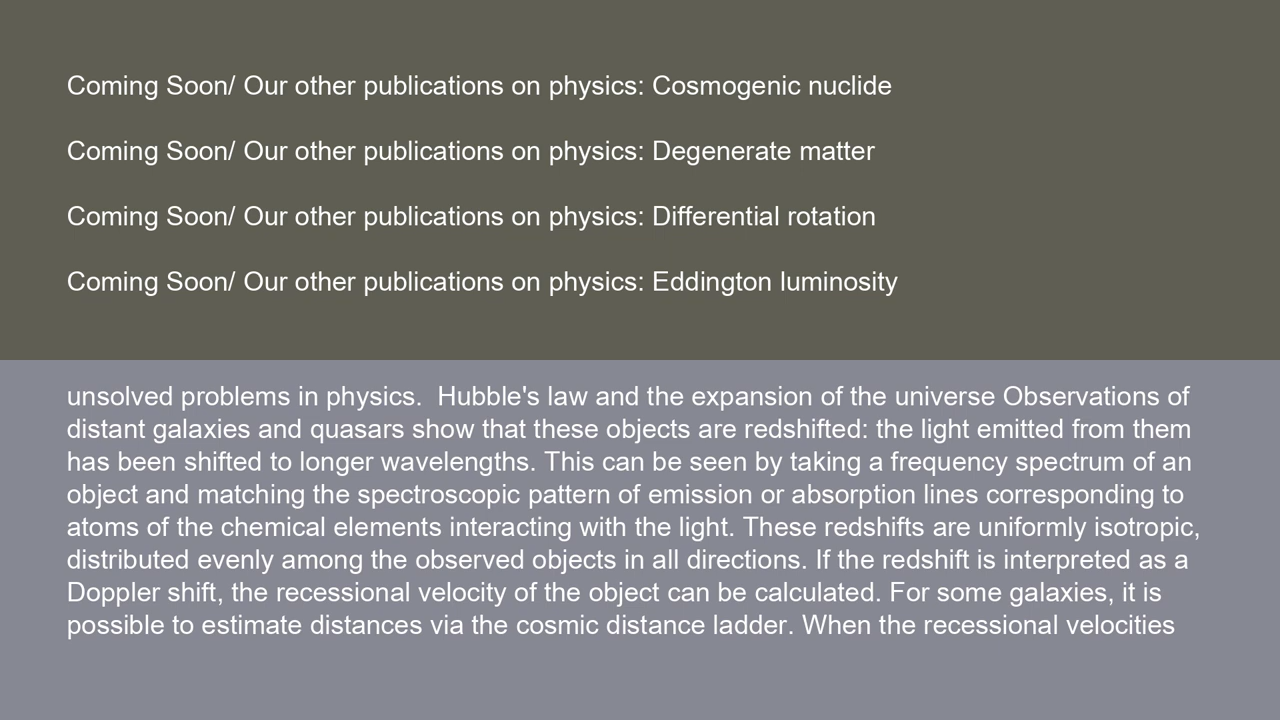 Coming Soon/ Our other publications on physics: Cosmogenic nuclide
Coming Soon/ Our other publications on physics: Degenerate matter
Coming Soon/ Our other publications on physics: Differential rotation
Coming Soon/ Our other publications on physics: Eddington luminosity
unsolved problems in physics.  Hubble's law and the expansion of the universe Observations of
distant galaxies and quasars show that these objects are redshifted: the light emitted from them
has been shifted to longer wavelengths. This can be seen by taking a frequency spectrum of an
object and matching the spectroscopic pattern of emission or absorption lines corresponding to
atoms of the chemical elements interacting with the light. These redshifts are uniformly isotropic,
distributed evenly among the observed objects in all directions. If the redshift is interpreted as a
Doppler shift, the recessional velocity of the object can be calculated. For some galaxies, it is
possible to estimate distances via the cosmic distance ladder. When the recessional velocities